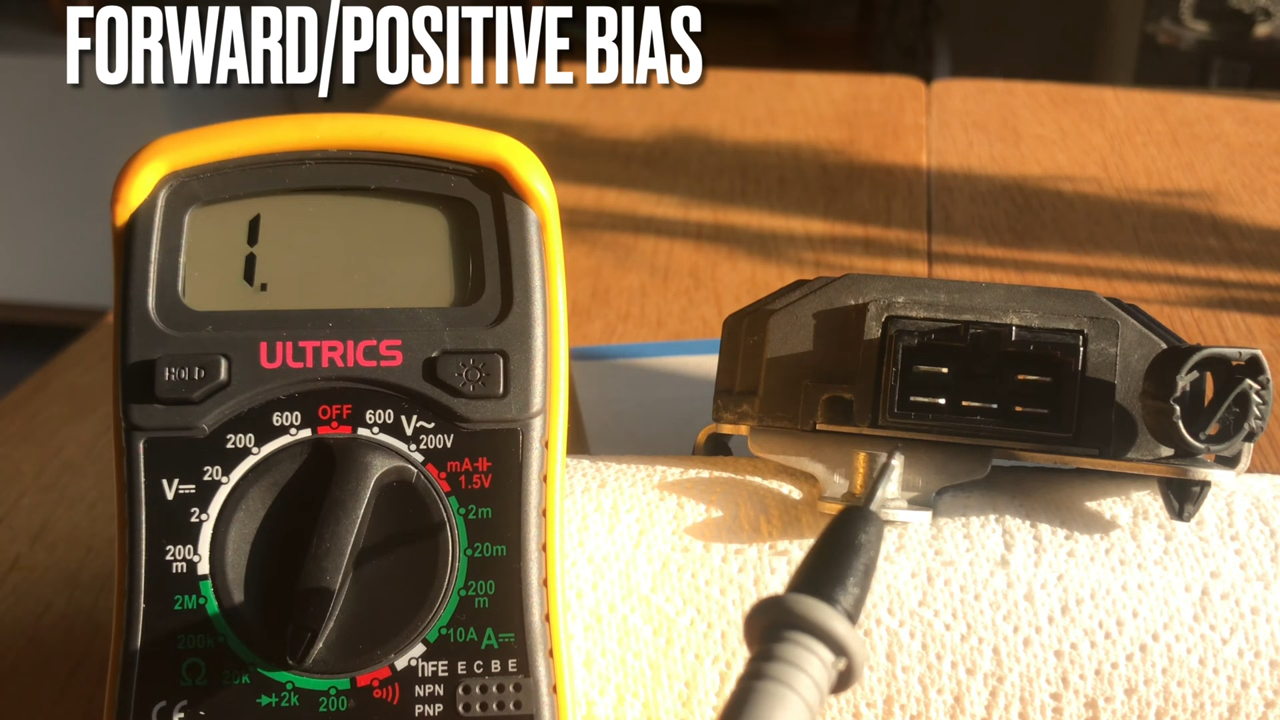 FORWARD/POSITIVE BIAS
1.
ULTRICS
HOLD
OFF
600
600
V~
200
200V
20
mA
1.5V
V
2
2m
200
m
20m
2M
200
m
200k
10A A
Ω
20k
hFE E C B E
2k
200
NPN
PNP
CE